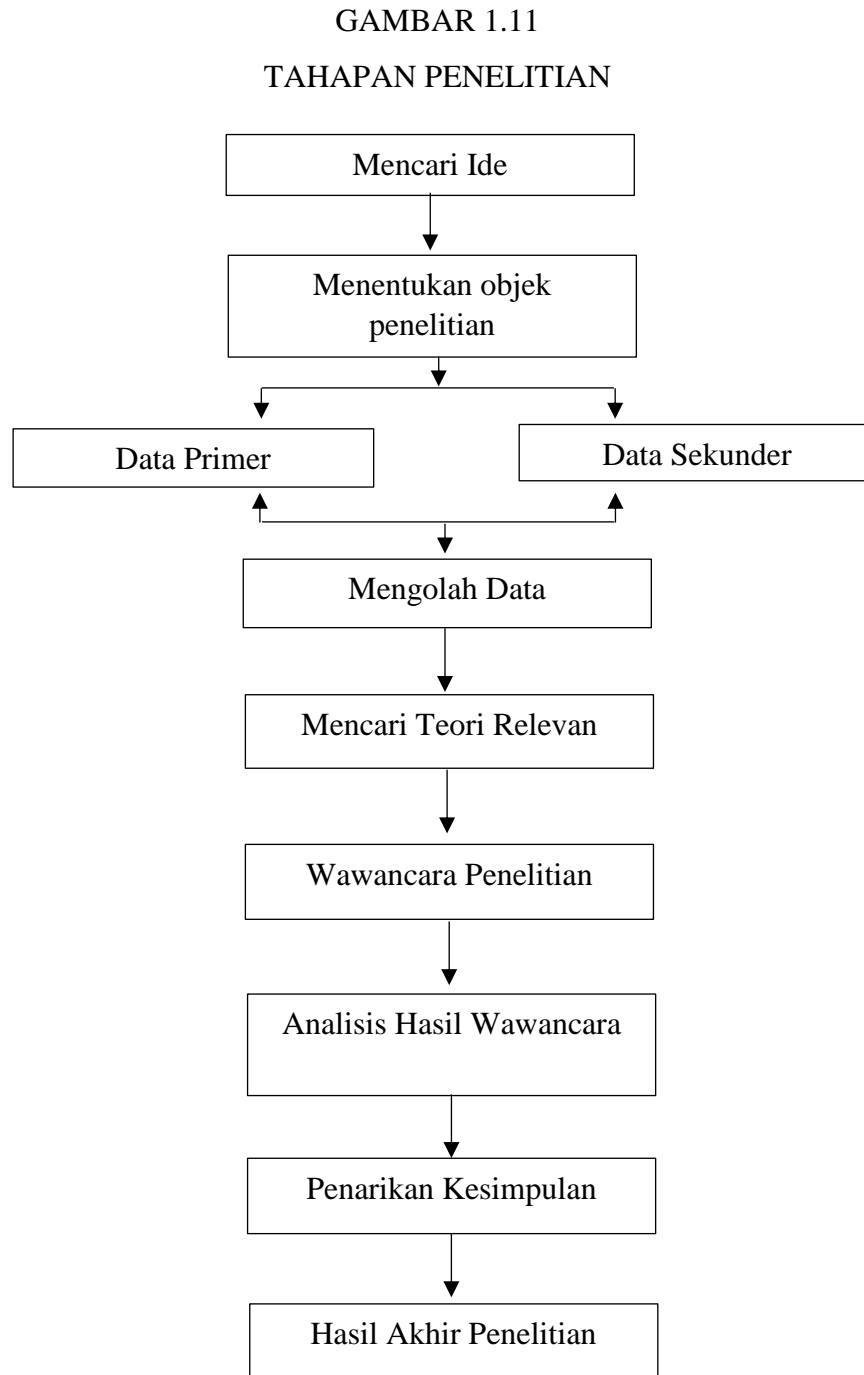 GAMBAR 1.11
TAHAPAN PENELITIAN
Mencari Ide
Menentukan objek
penelitian
Data Primer
Data Sekunder
Mengolah Data
Mencari Teori Relevan
Wawancara Penelitian
Analisis Hasil Wawancara
Penarikan Kesimpulan
Hasil Akhir Penelitian